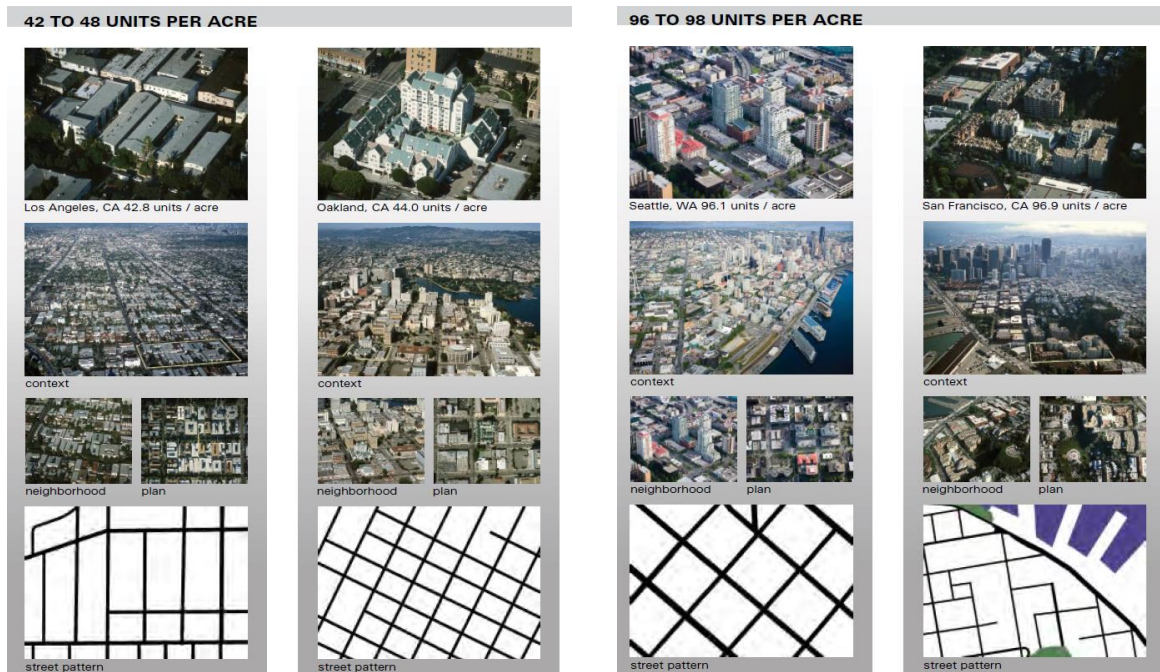 42 TO 48 UNITS PER ACRE
Los Angeles, CA 42.8 units / acre
context
neighborhood
plan
street pattern
Oakland, CA 44.0 units / acre
context
neighborhood
plan
street pattern
96 TO 98 UNITS PER ACRE
Seattle, WA 96.1 units / acre
context
neighborhood
plan
street pattern
San Francisco, CA 96.9 units / acre
context
neighborhood
plan
street pattern